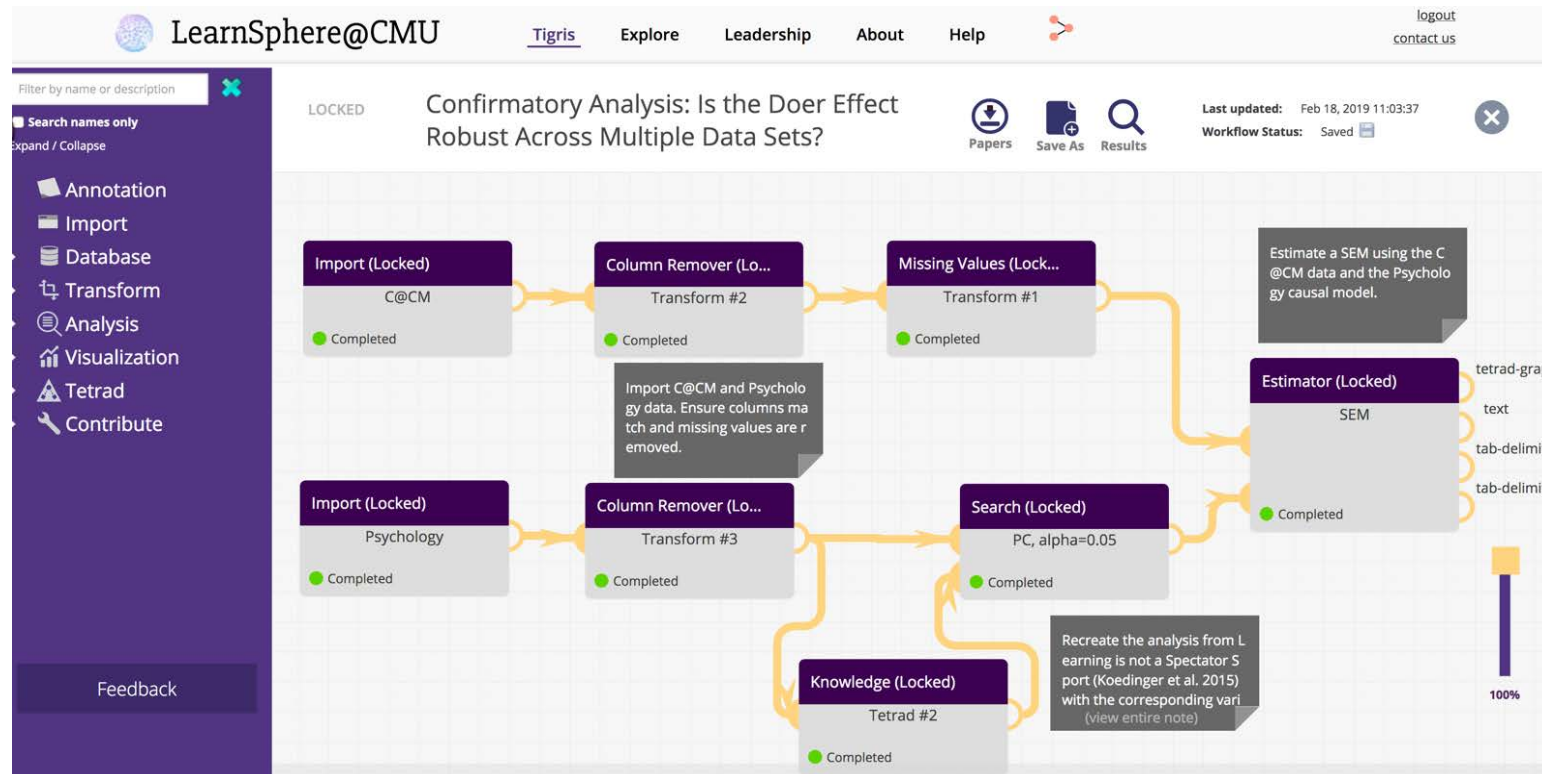 LearnSphere@CMU
Tigris
Explore
Leadership
About
Help
logout
contact us
Filter by name or description
Search names only
Expand / Collapse
Annotation
Import
Database
Transform
Analysis
Visualization
Tetrad
Contribute
Feedback
LOCKED
Confirmatory Analysis: Is the Doer Effect
Robust Across Multiple Data Sets?
Papers
Save As
Results
Last updated: Feb 18, 2019 11:03:37
Workflow Status: Saved
Import (Locked)
C@CM
Completed
Column Remover (Lo...
Transform #2
Completed
Missing Values (Lock...
Transform #1
Completed
Estimate a SEM using the C
@CM data and the Psycholo
gy causal model.
Import C@CM and Psycholo
gy data. Ensure columns ma
tch and missing values are r
emoved.
Estimator (Locked)
SEM
Completed
tetrad-gra
text
tab-delimi
tab-delimi
Import (Locked)
Psychology
Completed
Column Remover (Lo...
Transform #3
Completed
Search (Locked)
PC, alpha=0.05
Completed
Recreate the analysis from L
earning is not a Spectator S
port (Koedinger et al. 2015)
with the corresponding vari
(view entire note)
Knowledge (Locked)
Tetrad #2
Completed
100%